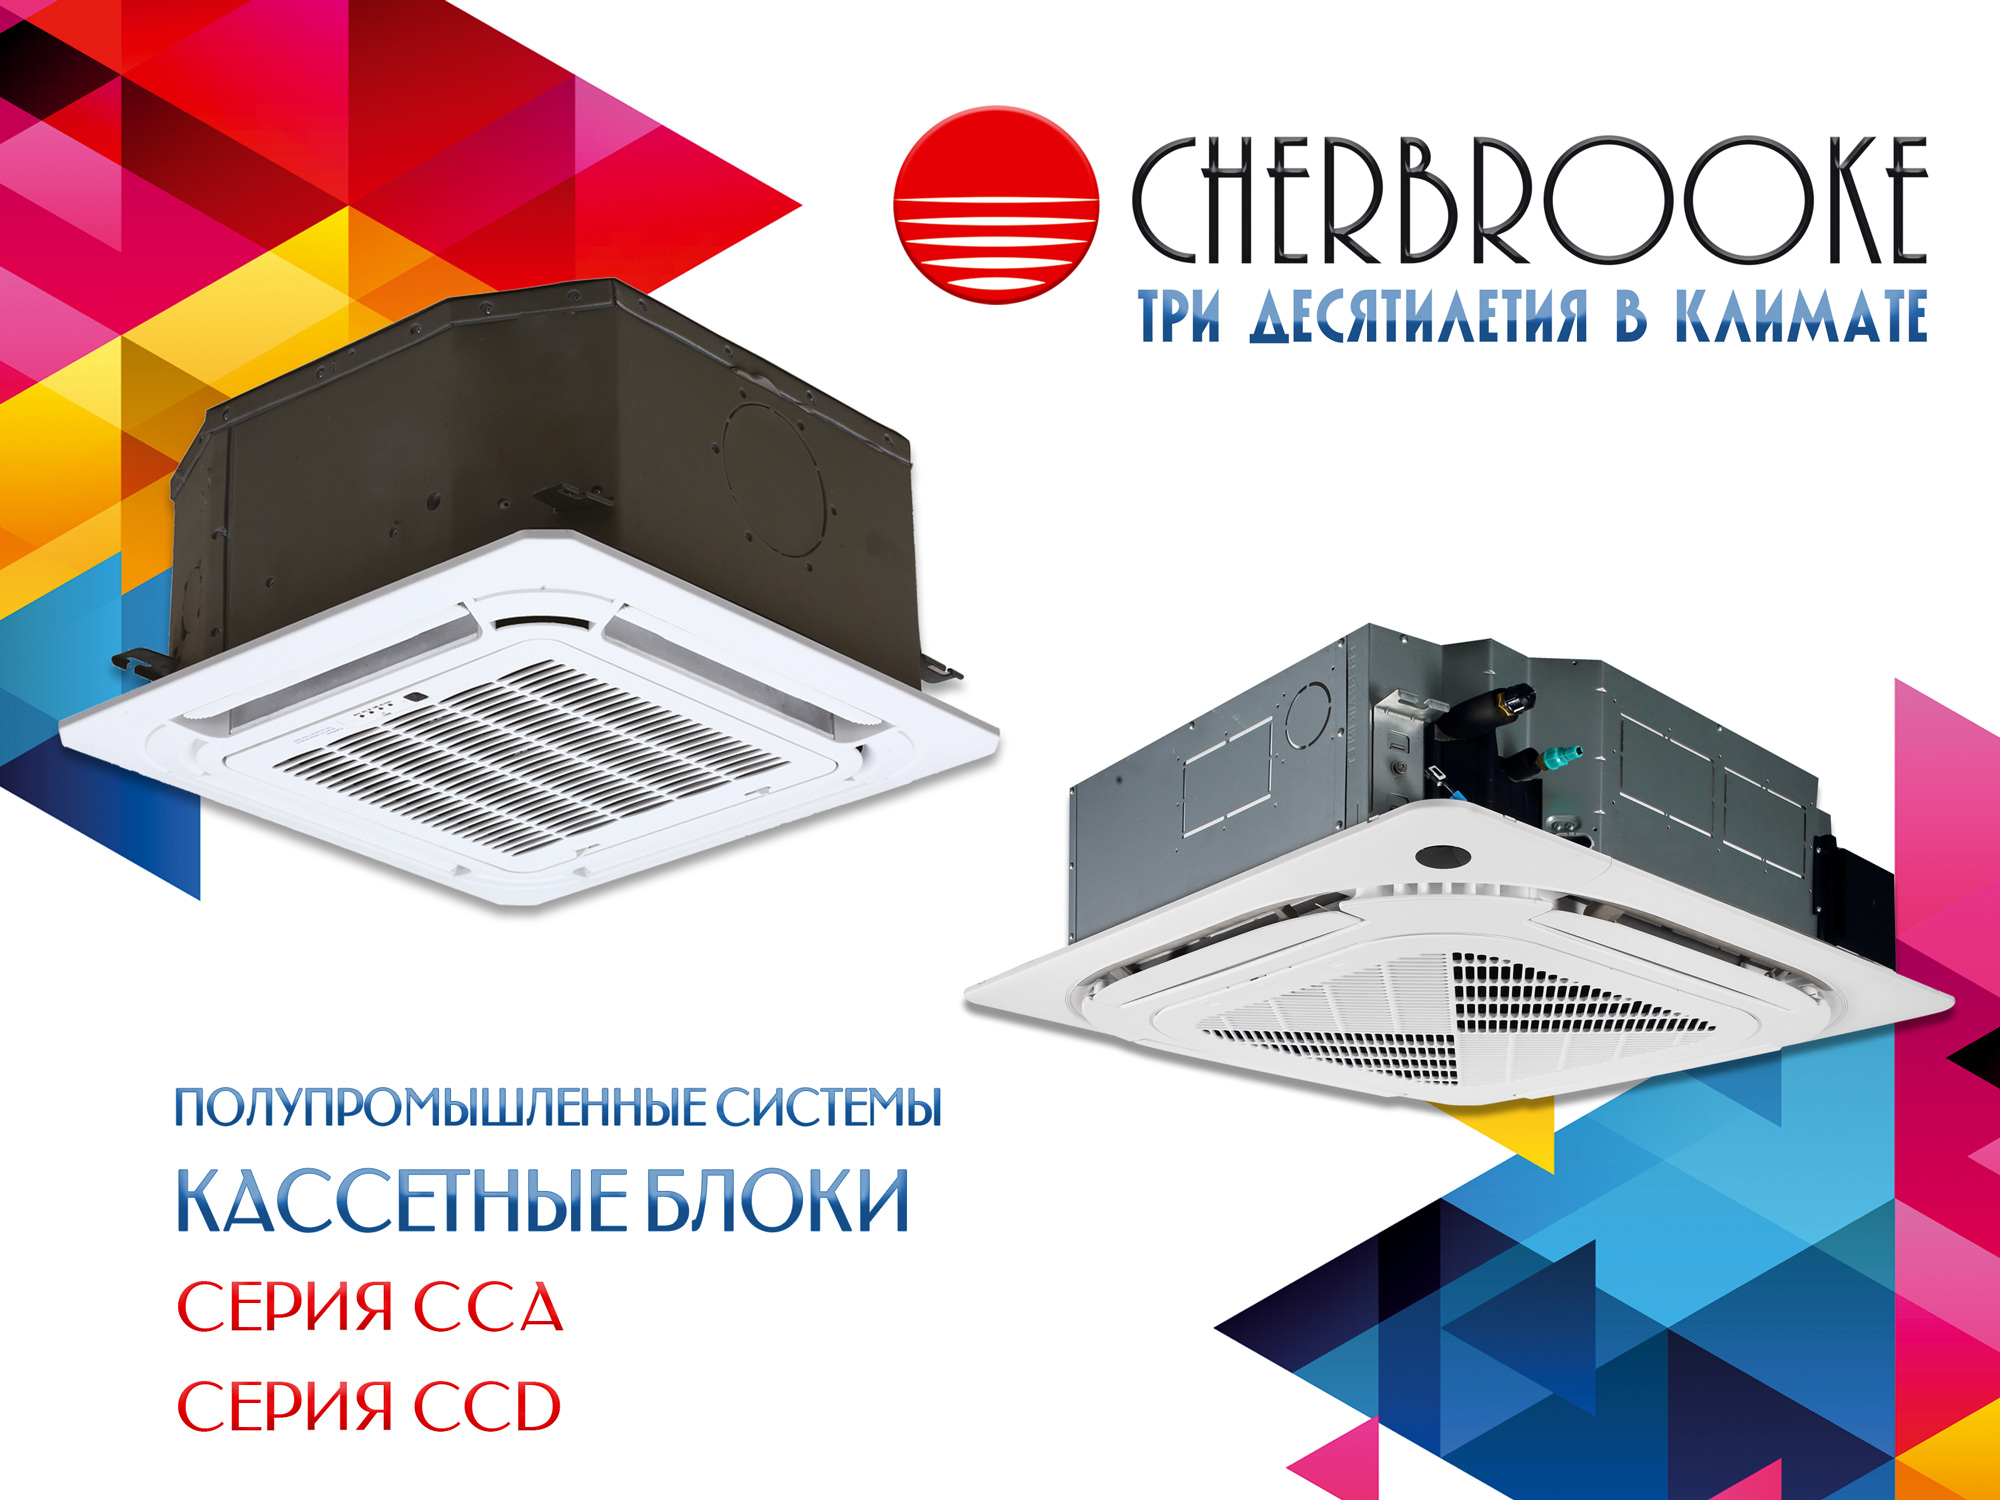 CHERBROOKE
ТРИ ДЕСЯТИЛЕТИЯ В КЛИМАТЕ
ПОЛУПРОМЫШЛЕННЫЕ СИСТЕМЫ
КАССЕТНЫЕ БЛОКИ
СЕРИЯ CCA
СЕРИЯ CCD